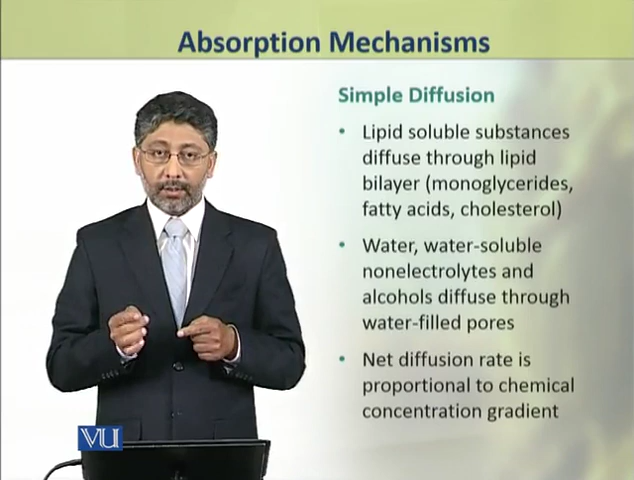 Absorption Mechanisms
Simple Diffusion
• Lipid soluble substances
diffuse through lipid
bilayer (monoglycerides,
fatty acids, cholesterol)
• Water, water-soluble
nonelectrolytes and
alcohols diffuse through
water-filled pores
• Net diffusion rate is
proportional to chemical
concentration gradient
VU